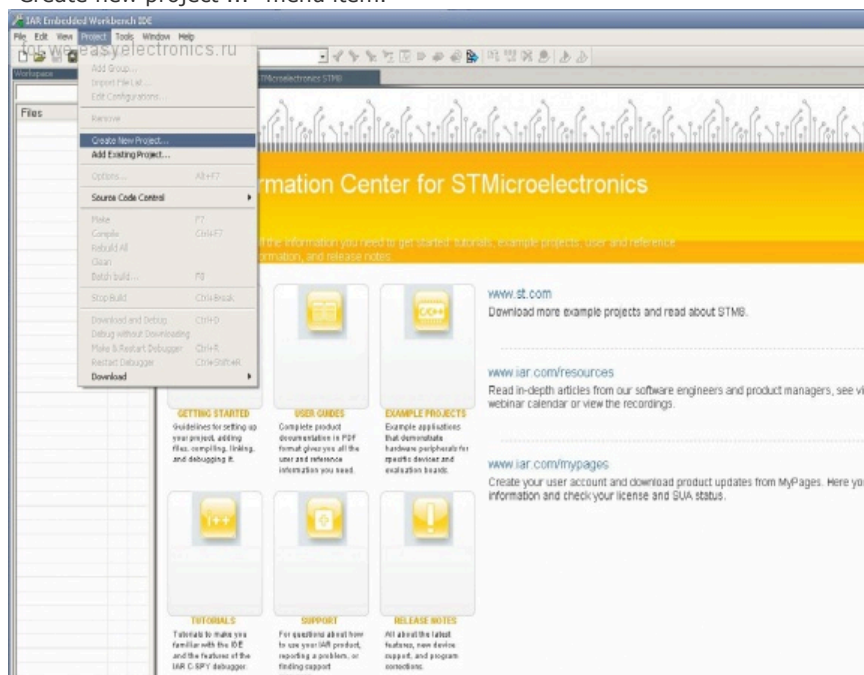 "Create new project ..." menu item.
IAR Embedded Workbench IDE
File Edit View Project Tools Window Help
for we.easyelectronics.ru
Workspace
STMicroelectronics STM8
Files
Add Group...
Import File List...
Edit Configurations...
Remove
Create New Project...
Add Existing Project...
Options... Alt+F7
Source Code Control
Make F7
Compile Ctrl+F7
Rebuild All
Clean
Batch build... F8
Stop Build Ctrl+Break
Download and Debug Ctrl+D
Debug without Downloading
Make & Restart Debugger Ctrl+R
Restart Debugger Ctrl+Shift+R
Download
rmation Center for STMicroelectronics
the information you need to get started: tutorials, example projects, user and reference
ormation, and release notes.
GETTING STARTED
Guidelines for setting up
your project, adding
files, compiling, linking,
and debugging it.
USER GUIDES
Complete product
documentation in PDF
format gives you all the
user and reference
information you need.
C/C++
EXAMPLE PROJECTS
Example applications
that demonstrate
hardware peripherals for
specific devices and
evaluation boards.
i++
TUTORIALS
Tutorials to make you
familiar with the IDE
and the features of the
IAR C-SPY debugger.
SUPPORT
For questions about how
to use your IAR product,
reporting a problem, or
finding support
RELEASE NOTES
All about the latest
features, new device
support, and program
corrections.
www.st.com
Download more example projects and read about STM8.
www.iar.com/resources
Read in-depth articles from our software engineers and product managers, see vi
webinar calendar or view the recordings.
www.iar.com/mypages
Create your user account and download product updates from MyPages. Here you
information and check your license and SUA status.